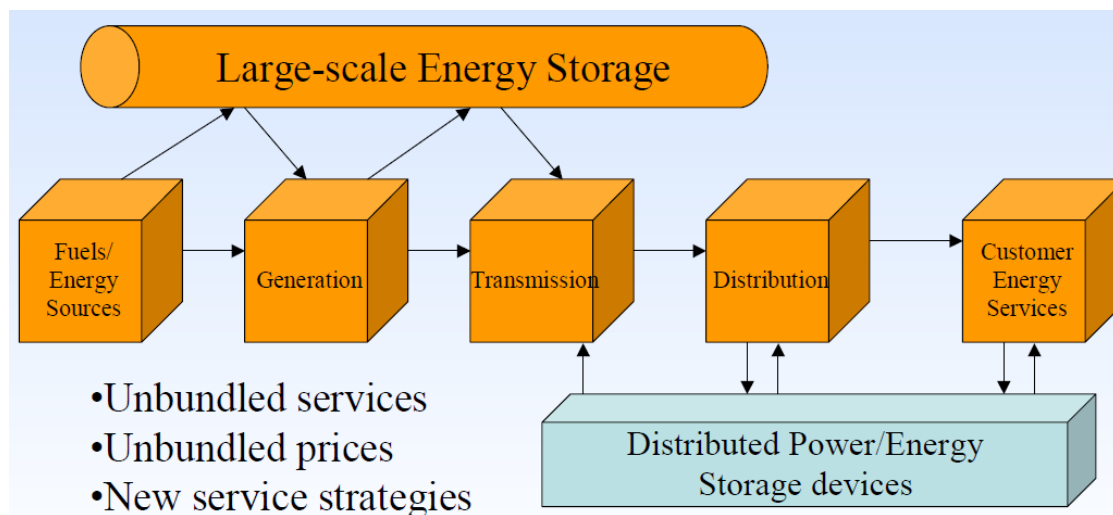 Large-scale Energy Storage
Fuels/
Energy
Sources
Generation
Transmission
Distribution
Customer
Energy
Services
•Unbundled services
•Unbundled prices
•New service strategies
Distributed Power/Energy
Storage devices